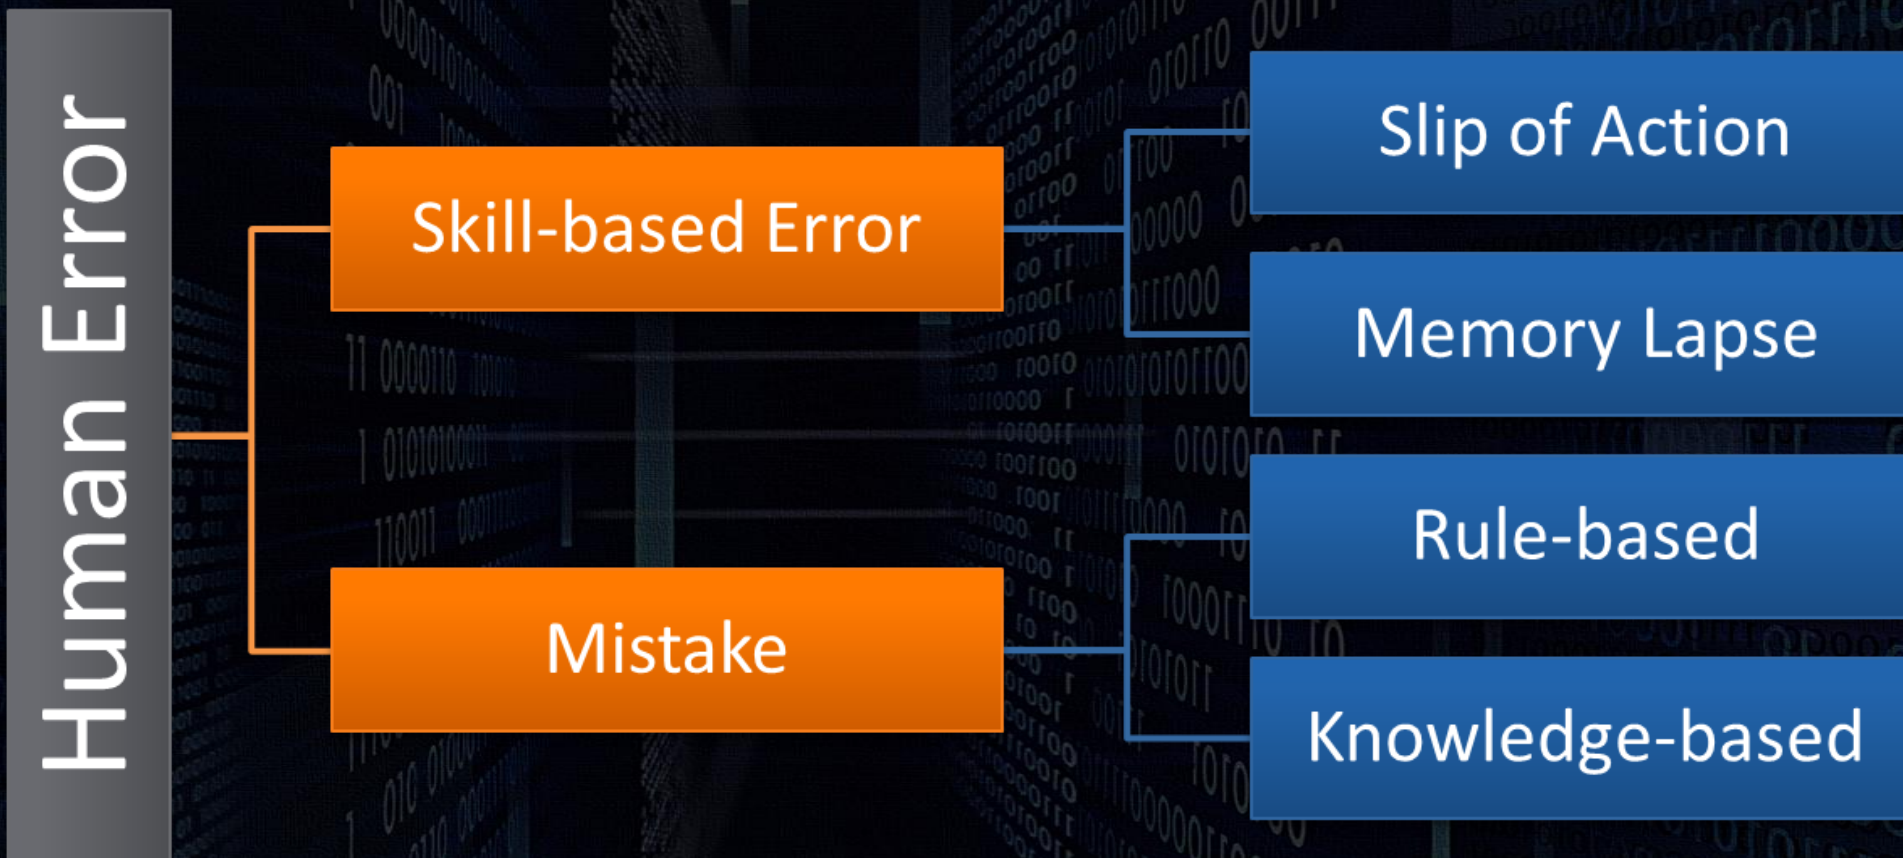 Human Error
Skill-based Error
Mistake
Slip of Action
Memory Lapse
Rule-based
Knowledge-based